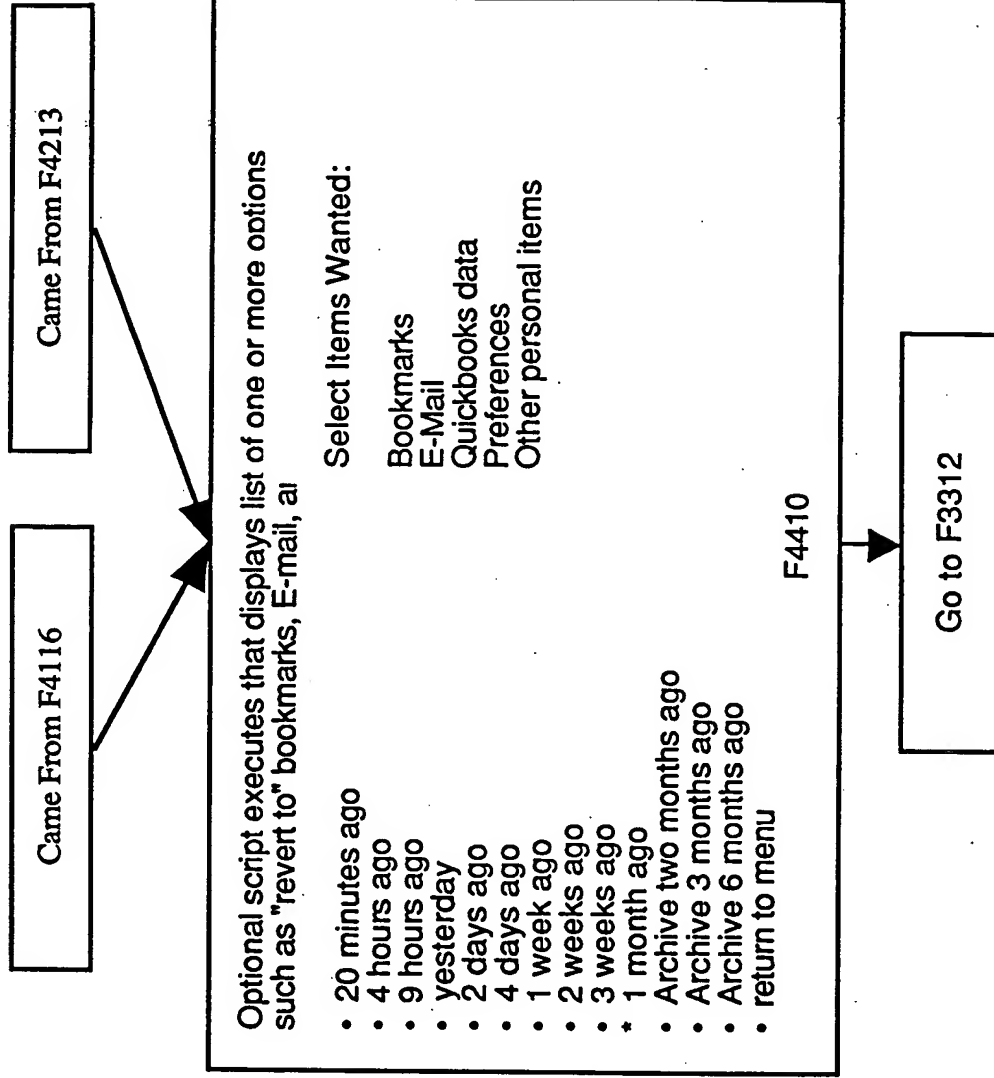 Came From F4116
Came From F4213
Optional script executes that displays list of one or more options
such as "revert to" bookmarks, E-mail,
• 20 minutes ago
• 4 hours ago
• 9 hours ago
• yesterday
• 2 days ago
• 4 days ago
• 1 week ago
• 2 weeks ago
• 3 weeks ago
* 1 month ago
• Archive two months ago
• Archive 3 months ago
• Archive 6 months ago
• return to menu
Select Items Wanted:
Bookmarks
E-Mail
Quickbooks data
Preferences
Other personal items
F4410
Go to F3312